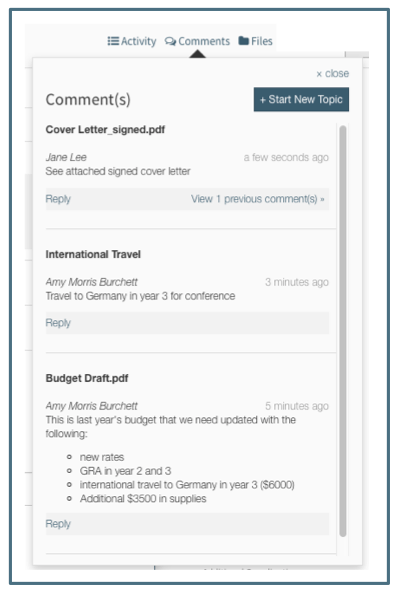 Activity Comments Files
× close
Comment(s)
+ Start New Topic
Cover Letter_signed.pdf
Jane Lee a few seconds ago
See attached signed cover letter
Reply View 1 previous comment(s) »
International Travel
Amy Morris Burchett 3 minutes ago
Travel to Germany in year 3 for conference
Reply
Budget Draft.pdf
Amy Morris Burchett 5 minutes ago
This is last year's budget that we need updated with the
following:
new rates
GRA in year 2 and 3
international travel to Germany in year 3 ($6000)
Additional $3500 in supplies
Reply